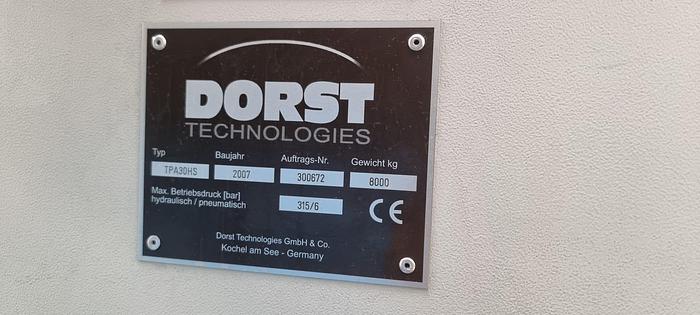 DORST
TECHNOLOGIES
Typ Baujahr Auftrags-Nr. Gewicht kg
TPA30HS 2007 300672 8000
Max. Betriebsdruck [bar]
hydraulisch / pneumatisch 315/6 CE
Dorst Technologies GmbH & Co.
Kochel am See - Germany